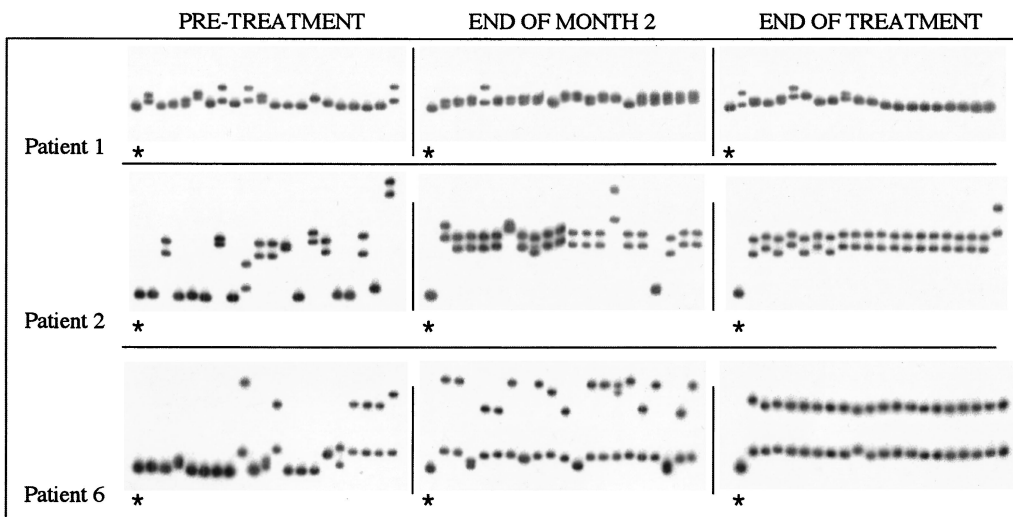 PRE-TREATMENT END OF MONTH 2 END OF TREATMENT
Patient 1
* * *
Patient 2
* * *
Patient 6
* * *